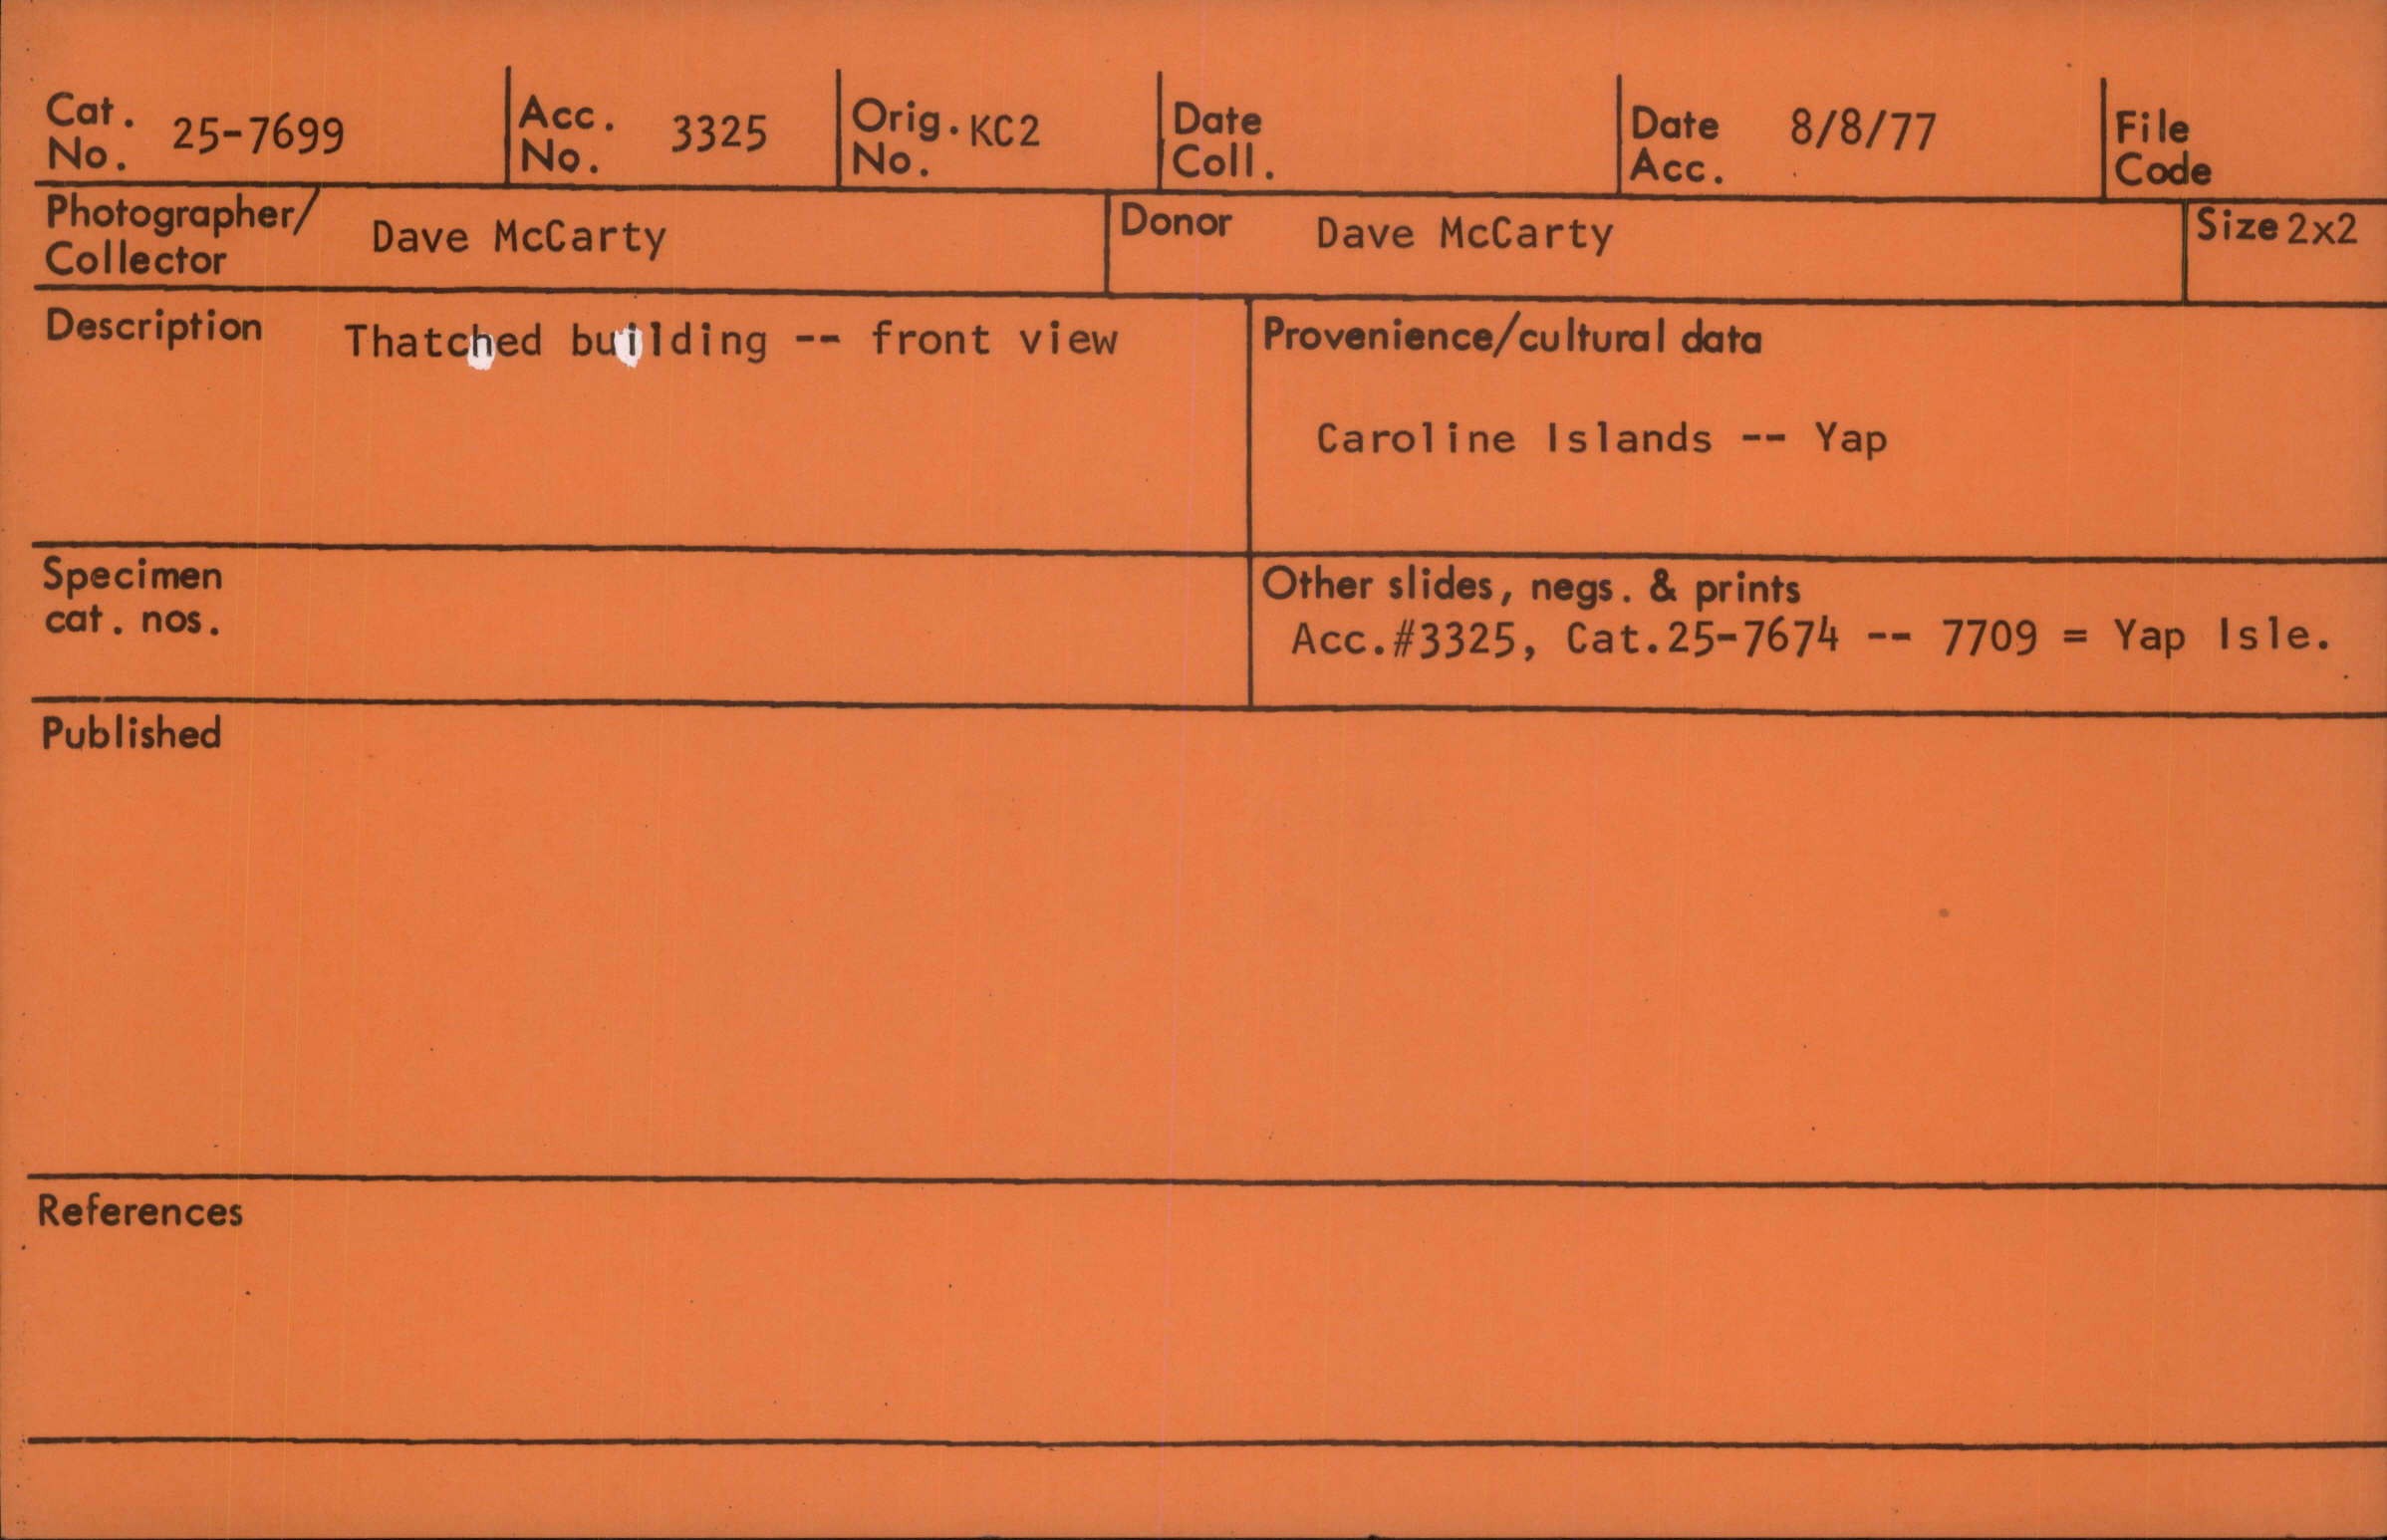 Cat. No. 25-7699 Acc. No. 3325 Orig. No. KC2 Date Coll. Date Acc. 8/8/77 File Code
Photographer/ Collector Dave McCarty Donor Dave McCarty Size 2x2
Description Thatched building -- front view
Provenience/cultural data
Caroline Islands -- Yap
Specimen cat. nos.
Other slides, negs. & prints
Acc.#3325, Cat.25-7674 -- 7709 = Yap Isle.
Published
References